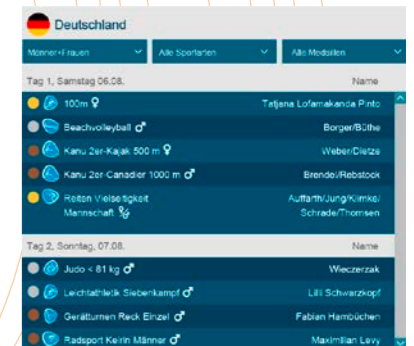 Deutschland
Männer+Frauen Alle Sportarten Alle Medaillen
Tag 1, Samstag 06.08. Name
100m Tatjana Lofamakanda Pinto
Beachvolleyball Borger/Büthe
Kanu 2er-Kajak 500 m Weber/Dietze
Kanu 2er-Canadier 1000 m Brendel/Rebstock
Reiten Vielseitigkeit Auffarth/Jung/Klimke/
Mannschaft Schrade/Thomsen
Tag 2, Sonntag, 07.08. Name
Judo < 81 kg Wieczerzak
Leichtathletik Siebenkampf Lilli Schwarzkopf
Gerätturnen Reck Einzel Fabian Hambüchen
Radsport Keirin Männer Maximilian Levy